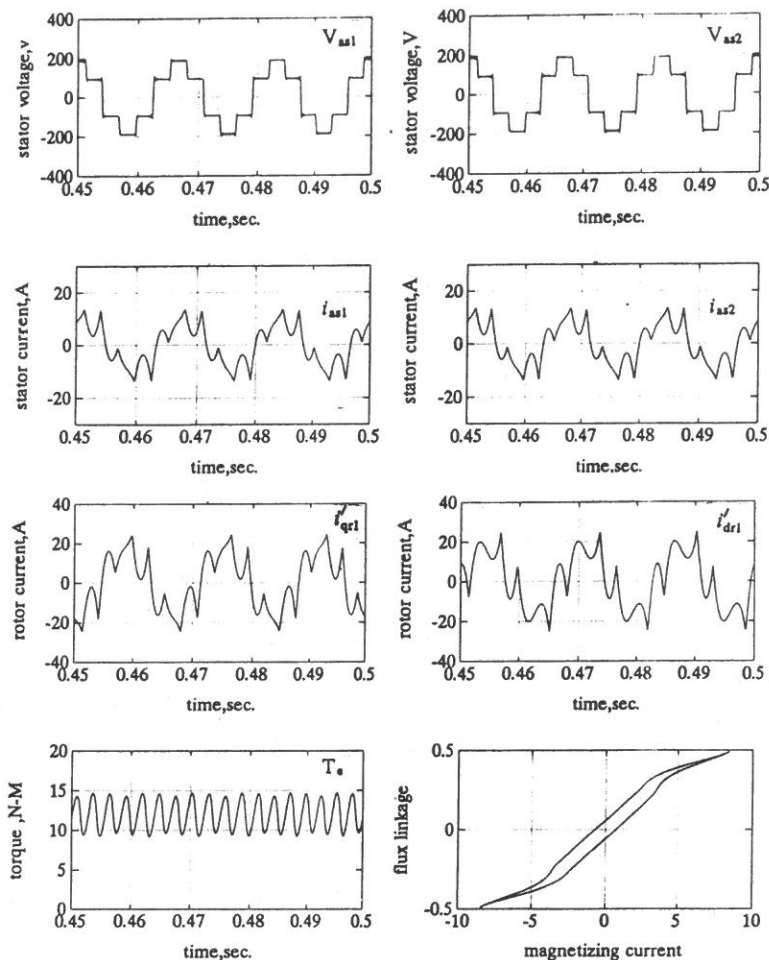 stator voltage,v
400
200
0
-200
-400
V as1
0.45 0.46 0.47 0.48 0.49 0.5
time,sec.
stator voltage,V
400
200
0
-200
-400
V as2
0.45 0.46 0.47 0.48 0.49 0.5
time,sec.
stator current,A
20
0
-20
i as1
0.45 0.46 0.47 0.48 0.49 0.5
time,sec.
stator current,A
20
0
-20
i as2
0.45 0.46 0.47 0.48 0.49 0.5
time,sec.
rotor current,A
40
20
0
-20
-40
i′qr1
0.45 0.46 0.47 0.48 0.49 0.5
time,sec.
rotor current,A
40
20
0
-20
-40
i′dr1
0.45 0.46 0.47 0.48 0.49 0.5
time,sec.
torque ,N-M
20
15
10
5
0
T e
0.45 0.46 0.47 0.48 0.49 0.5
time,sec.
flux linkage
0.5
0
-0.5
-10 -5 0 5 10
magnetizing current